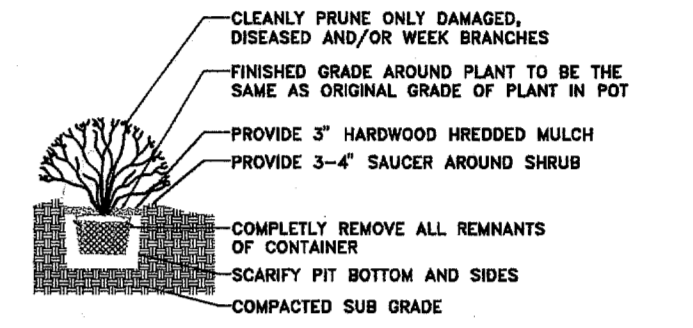 CLEANLY PRUNE ONLY DAMAGED,
DISEASED AND/OR WEEK BRANCHES
FINISHED GRADE AROUND PLANT TO BE THE
SAME AS ORIGINAL GRADE OF PLANT IN POT
PROVIDE 3" HARDWOOD HREDDED MULCH
PROVIDE 3-4" SAUCER AROUND SHRUB
COMPLETLY REMOVE ALL REMNANTS
OF CONTAINER
SCARIFY PIT BOTTOM AND SIDES
COMPACTED SUB GRADE